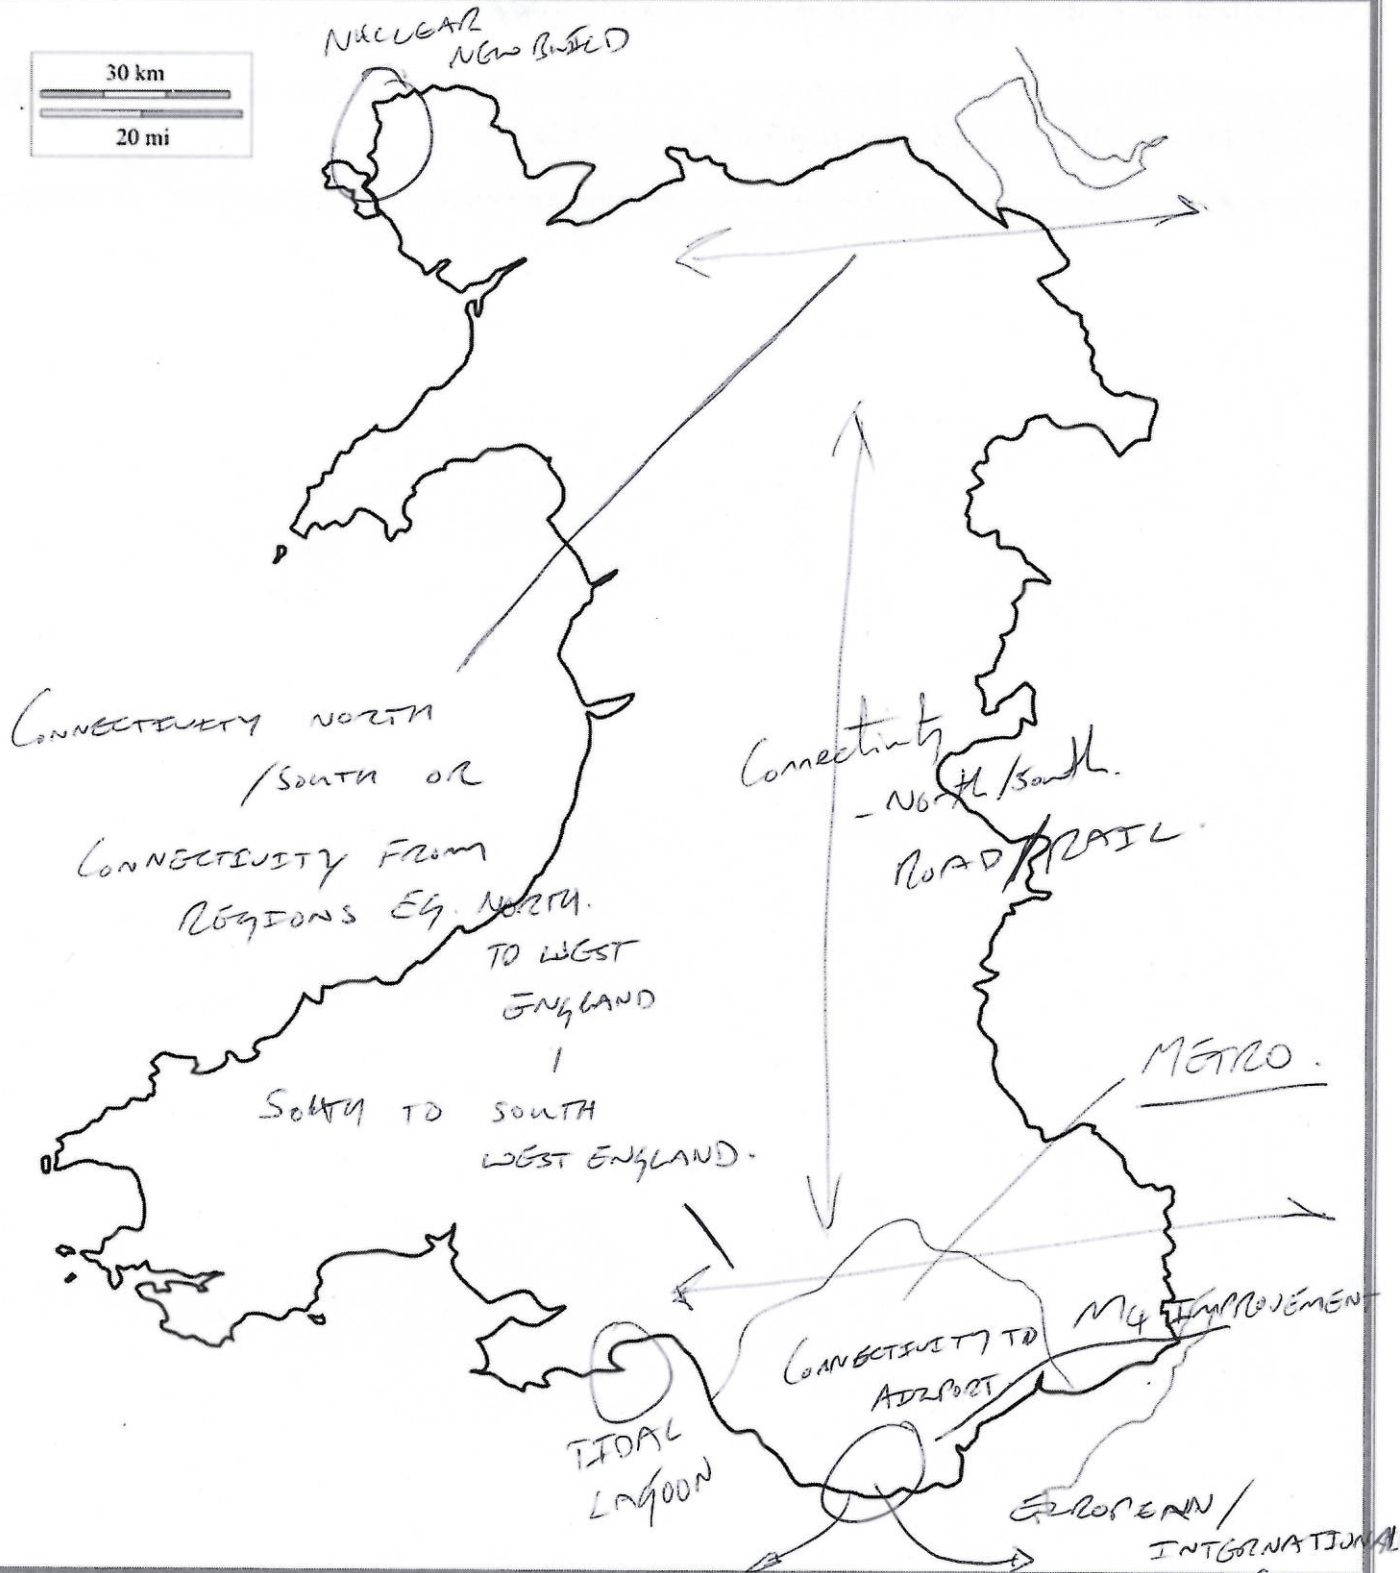 NUCLEAR
NEW BUILD
30 km
20 mi
CONNECTIVITY NORTH
/SOUTH OR
CONNECTIVITY FROM
REGIONS EG. NORTH.
TO WEST
ENGLAND
/
SOUTH TO SOUTH
WEST ENGLAND.
Connectivity
- North/South.
ROAD/RAIL.
METRO.
M4 IMPROVEMENT
CONNECTIVITY TO
AIRPORT
TIDAL
LAGOON
EUROPEAN/
INTERNATIONAL